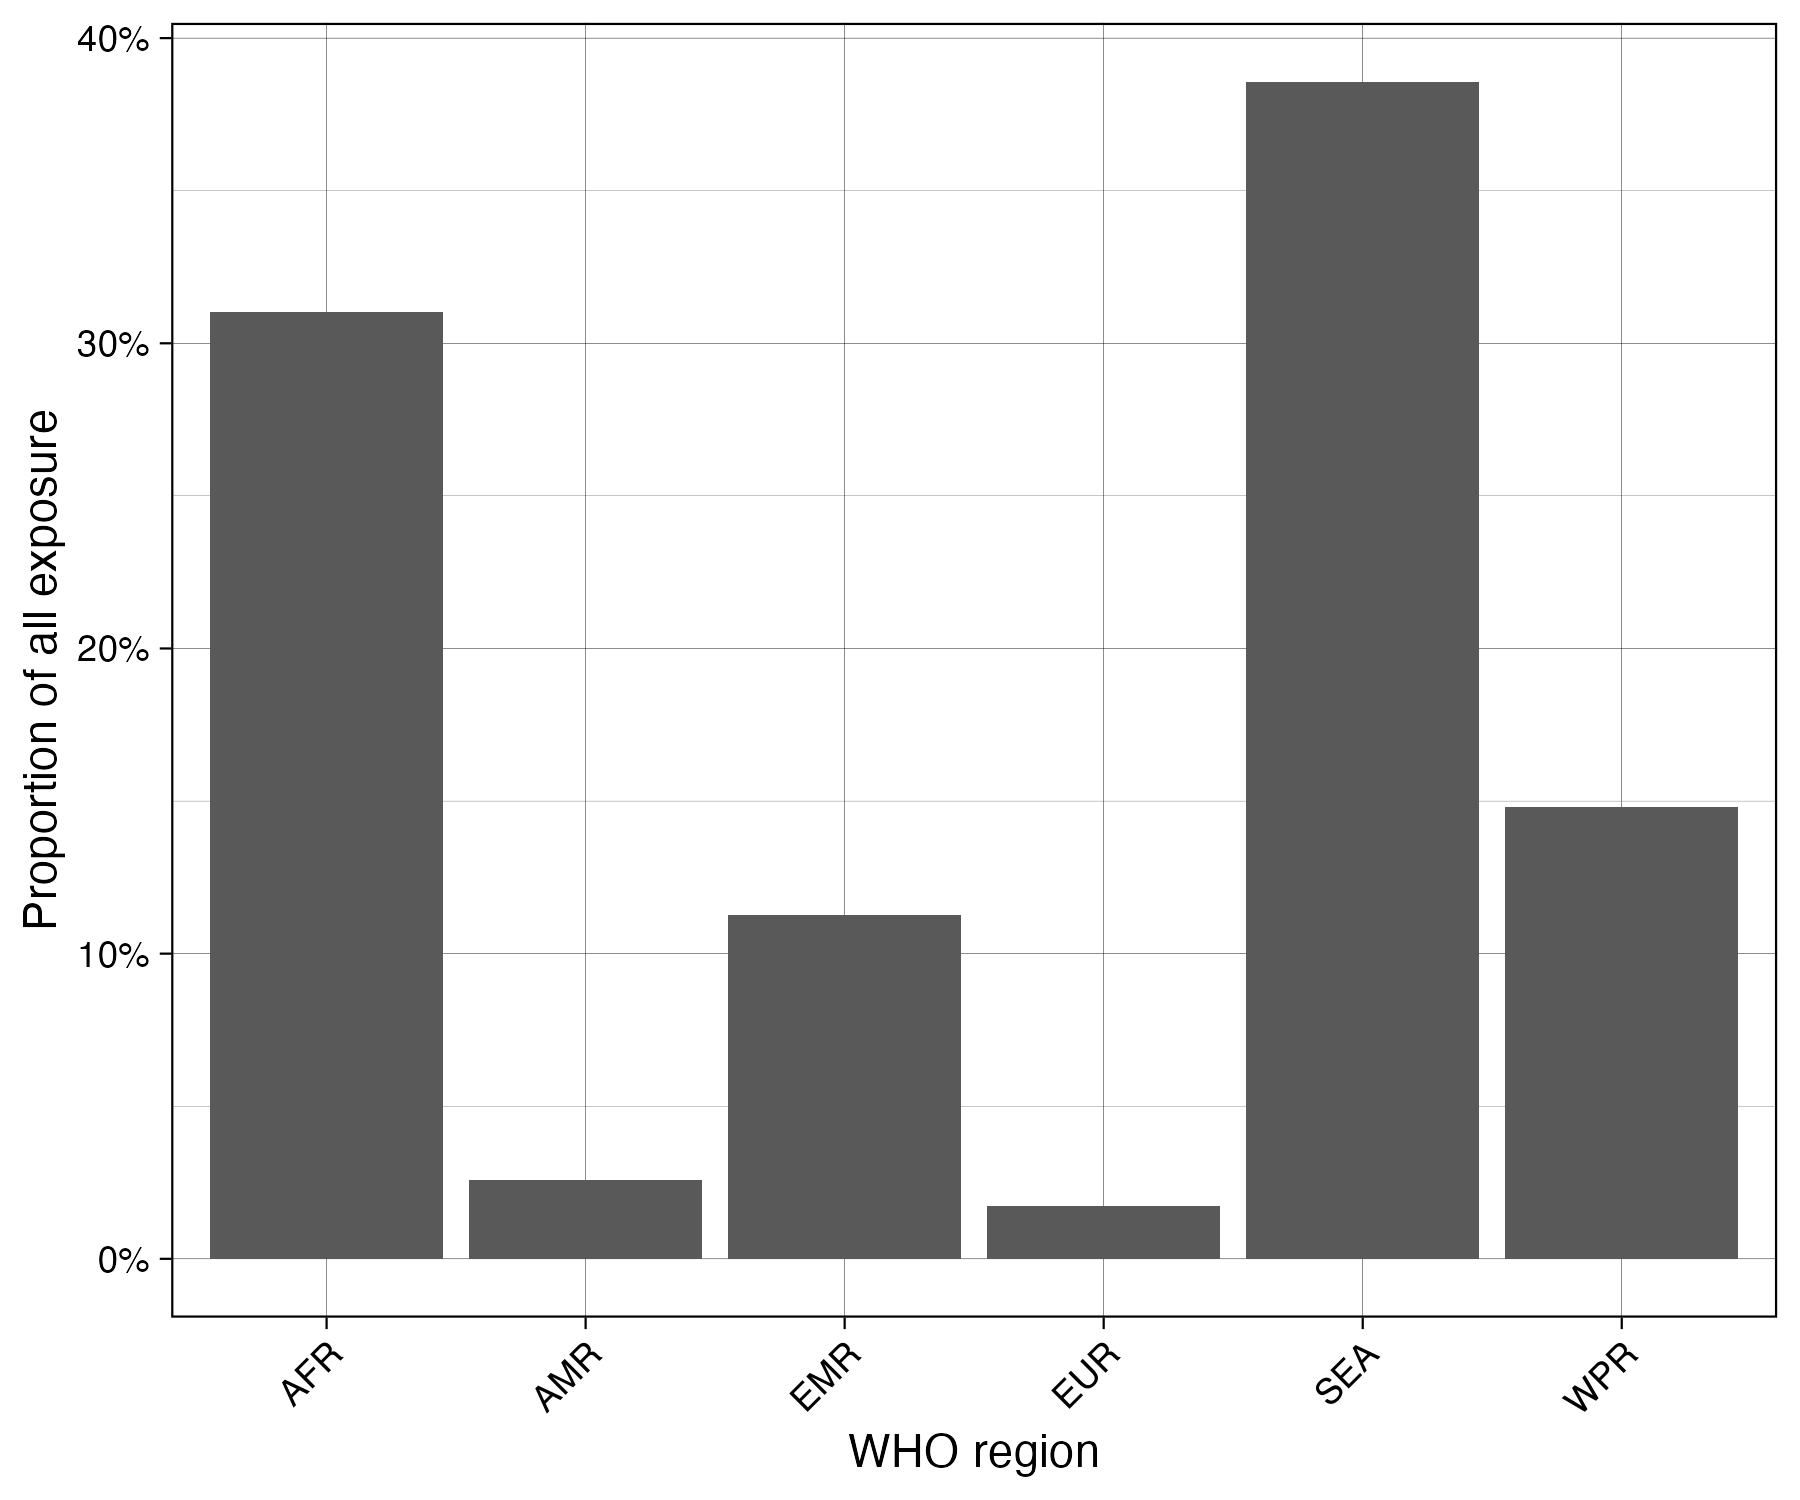 Proportion of all exposure
40%
30%
20%
10%
0%
AFR
AMR
EMR
EUR
SEA
WPR
WHO region